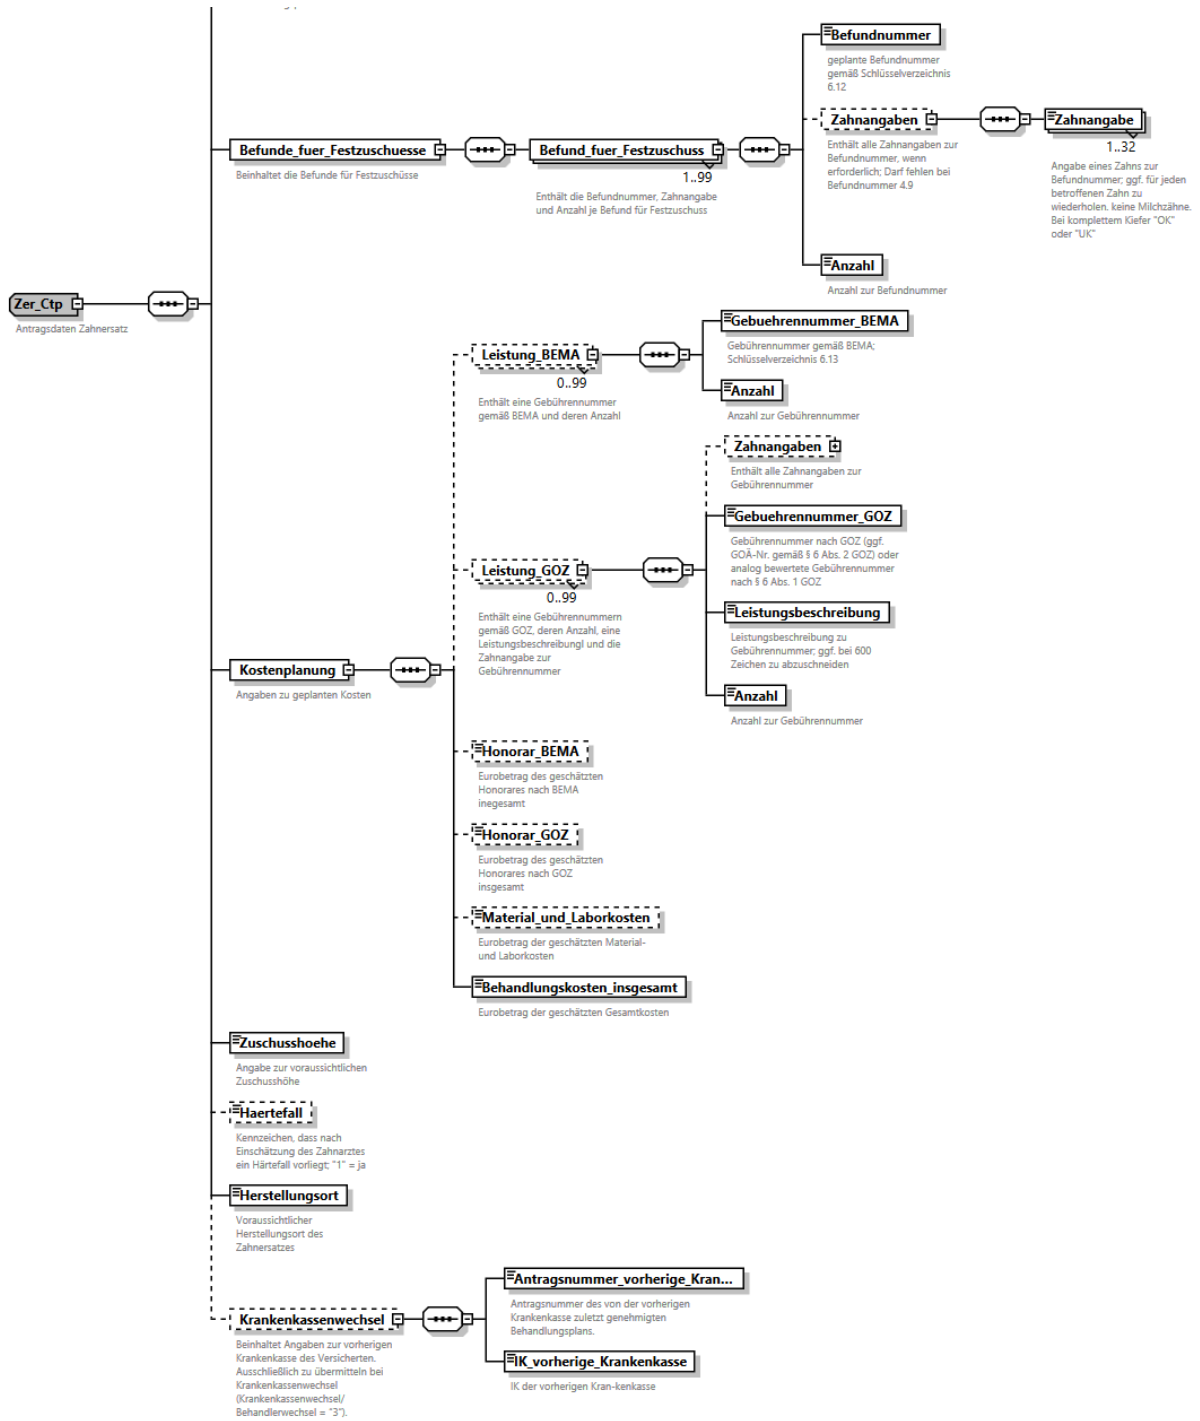 Befundnummer
geplante Befundnummer
gemäß Schlüsselverzeichnis
6.12
Zahnangaben
Enthält alle Zahnangaben zur
Befundnummer, wenn
erforderlich; Darf fehlen bei
Befundnummer 4.9
Zahnangabe
1..32
Angabe eines Zahns zur
Befundnummer; ggf. für jeden
betroffenen Zahn zu
wiederholen. keine Milchzähne.
Bei komplettem Kiefer "OK"
oder "UK"
Befunde_fuer_Festzuschuesse
Beinhaltet die Befunde für Festzuschüsse
Befund_fuer_Festzuschuss
1..99
Enthält die Befundnummer, Zahnangabe
und Anzahl je Befund für Festzuschuss
Anzahl
Anzahl zur Befundnummer
Zer_Ctp
Antragsdaten Zahnersatz
Leistung_BEMA
0..99
Enthält eine Gebührennummer
gemäß BEMA und deren Anzahl
Gebuehrennummer_BEMA
Gebührennummer gemäß BEMA;
Schlüsselverzeichnis 6.13
Anzahl
Anzahl zur Gebührennummer
Zahnangaben
Enthält alle Zahnangaben zur
Gebührennummer
Gebuehrennummer_GOZ
Gebührennummer nach GOZ (ggf.
GOÄ-Nr. gemäß § 6 Abs. 2 GOZ) oder
analog bewertete Gebührennummer
nach § 6 Abs. 1 GOZ
Leistung_GOZ
0..99
Enthält eine Gebührennummern
gemäß GOZ, deren Anzahl, eine
Leistungsbeschreibungl und die
Zahnangabe zur
Gebührennummer
Leistungsbeschreibung
Leistungsbeschreibung zu
Gebührennummer; ggf. bei 600
Zeichen zu abzuschneiden
Anzahl
Anzahl zur Gebührennummer
Kostenplanung
Angaben zu geplanten Kosten
Honorar_BEMA
Eurobetrag des geschätzten
Honorares nach BEMA
inegesamt
Honorar_GOZ
Eurobetrag des geschätzten
Honorares nach GOZ
insgesamt
Material_und_Laborkosten
Eurobetrag der geschätzten Material-
und Laborkosten
Behandlungskosten_insgesamt
Eurobetrag der geschätzten Gesamtkosten
Zuschusshoehe
Angabe zur voraussichtlichen
Zuschusshöhe
Haertefall
Kennzeichen, dass nach
Einschätzung des Zahnarztes
ein Härtefall vorliegt; "1" = ja
Herstellungsort
Voraussichtlicher
Herstellungsort des
Zahnersatzes
Krankenkassenwechsel
Beinhaltet Angaben zur vorherigen
Krankenkasse des Versicherten.
Ausschließlich zu übermitteln bei
Krankenkassenwechsel
(Krankenkassenwechsel/
Behandlerwechsel = "3").
Antragsnummer_vorherige_Kran...
Antragsnummer des von der vorherigen
Krankenkasse zuletzt genehmigten
Behandlungsplans.
IK_vorherige_Krankenkasse
IK der vorherigen Kran-kenkasse